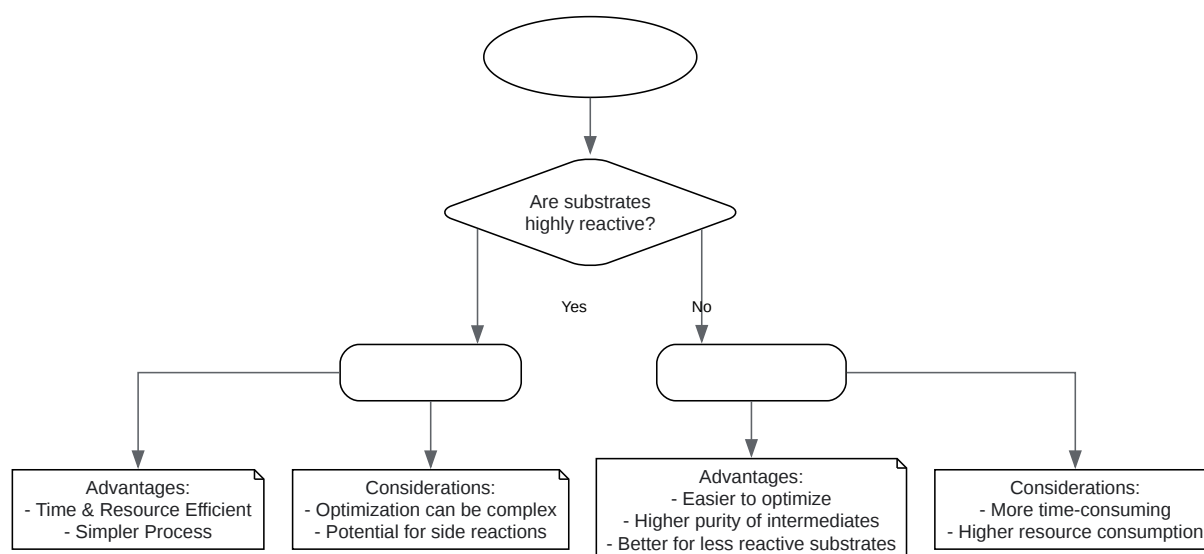 Are substrates
highly reactive?
Yes
No
Advantages:
- Time & Resource Efficient
- Simpler Process
Considerations:
- Optimization can be complex
- Potential for side reactions
Advantages:
- Easier to optimize
- Higher purity of intermediates
- Better for less reactive substrates
Considerations:
- More time-consuming
- Higher resource consumption